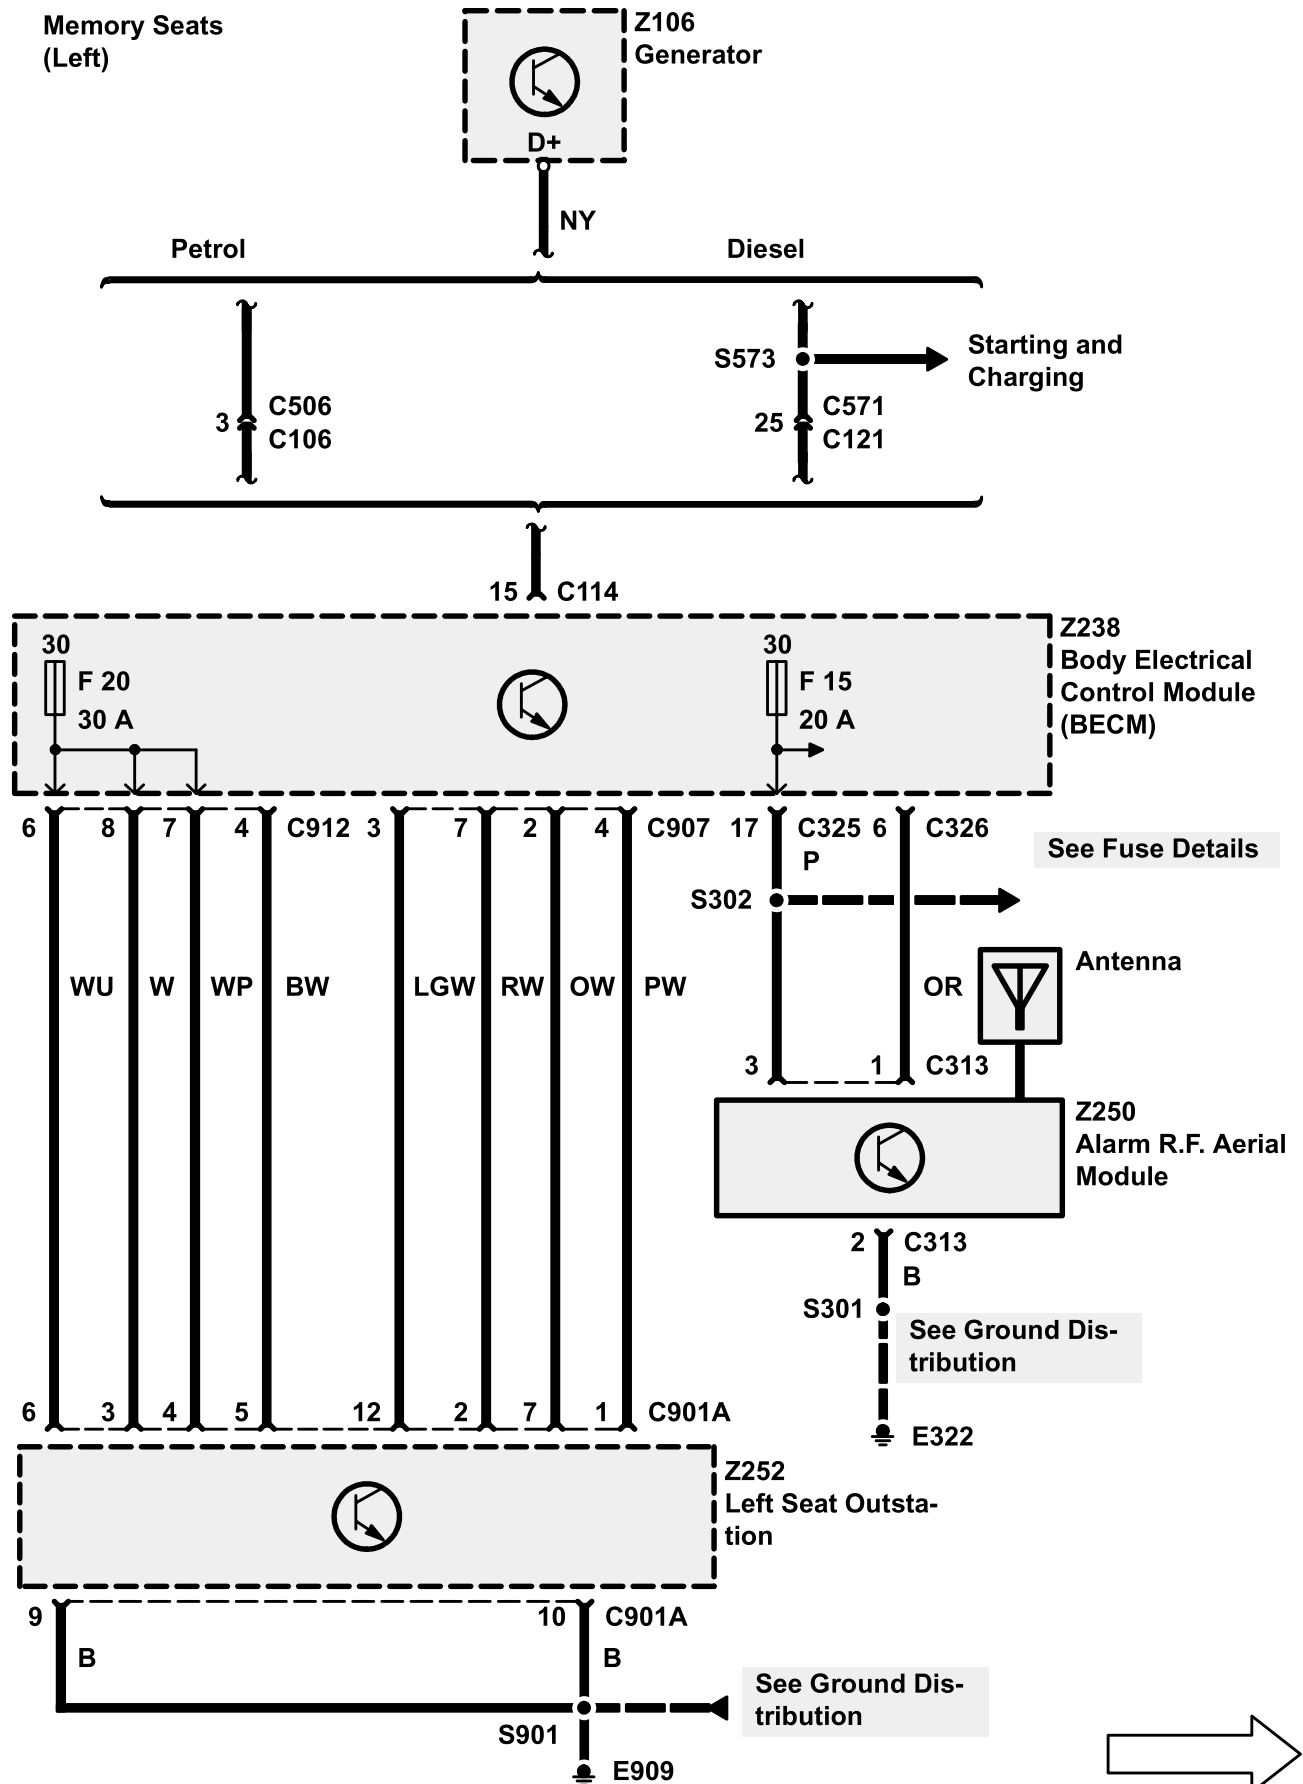 Memory Seats
(Left)
Z106
Generator
D+
NY
Petrol
Diesel
S573
Starting and
Charging
3
C506
C106
25
C571
C121
15
C114
Z238
Body Electrical
Control Module
(BECM)
30
F 20
30 A
30
F 15
20 A
6
8
7
4
C912
3
7
2
4
C907
17
C325
6
C326
P
See Fuse Details
S302
WU
W
WP
BW
LGW
RW
OW
PW
OR
Antenna
3
1
C313
Z250
Alarm R.F. Aerial
Module
2
C313
B
S301
See Ground Dis-
tribution
E322
6
3
4
5
12
2
7
1
C901A
Z252
Left Seat Outsta-
tion
9
10
C901A
B
B
See Ground Dis-
tribution
S901
E909